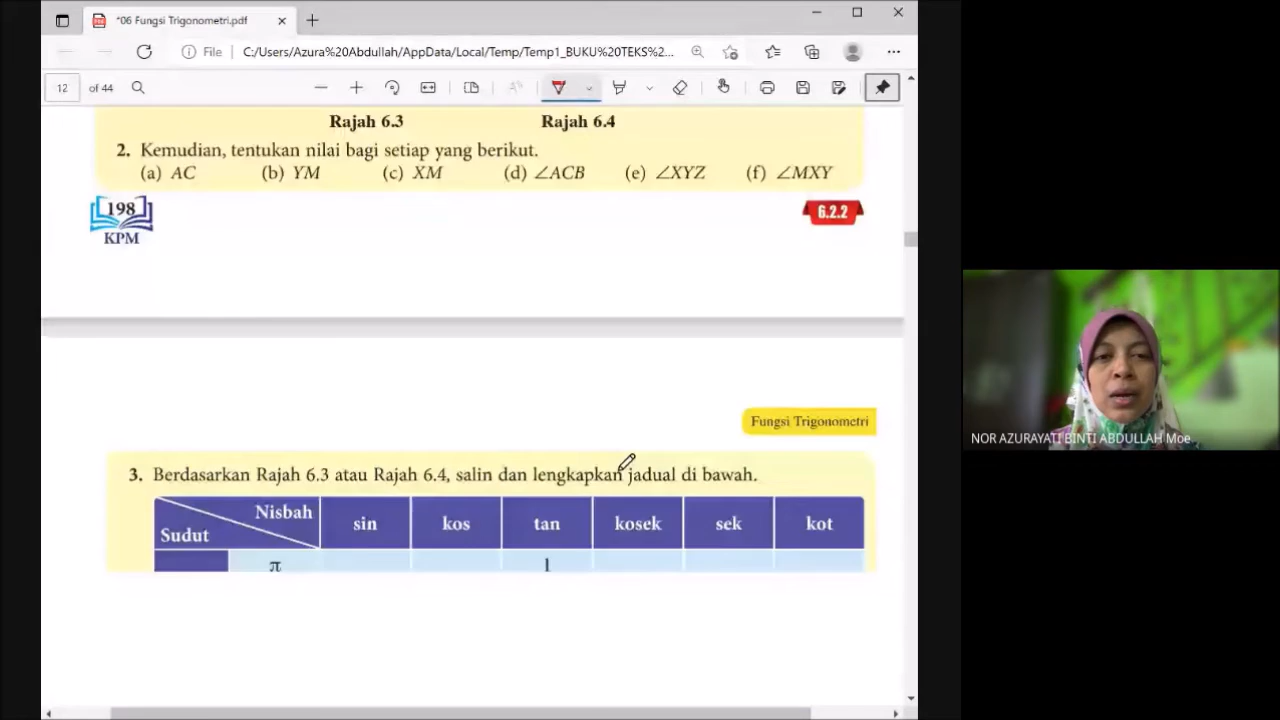 *06 Fungsi Trigonometri.pdf
File C:/Users/Azura%20Abdullah/AppData/Local/Temp/Temp1_BUKU%20TEKS%2...
12 of 44
Rajah 6.3 Rajah 6.4
2. Kemudian, tentukan nilai bagi setiap yang berikut.
(a) AC (b) YM (c) XM (d) ∠ACB (e) ∠XYZ (f) ∠MXY
198
KPM
6.2.2
Fungsi Trigonometri
3. Berdasarkan Rajah 6.3 atau Rajah 6.4, salin dan lengkapkan jadual di bawah.
Nisbah
Sudut
sin kos tan kosek sek kot
π 1
NOR AZURAYATI BINTI ABDULLAH Moe